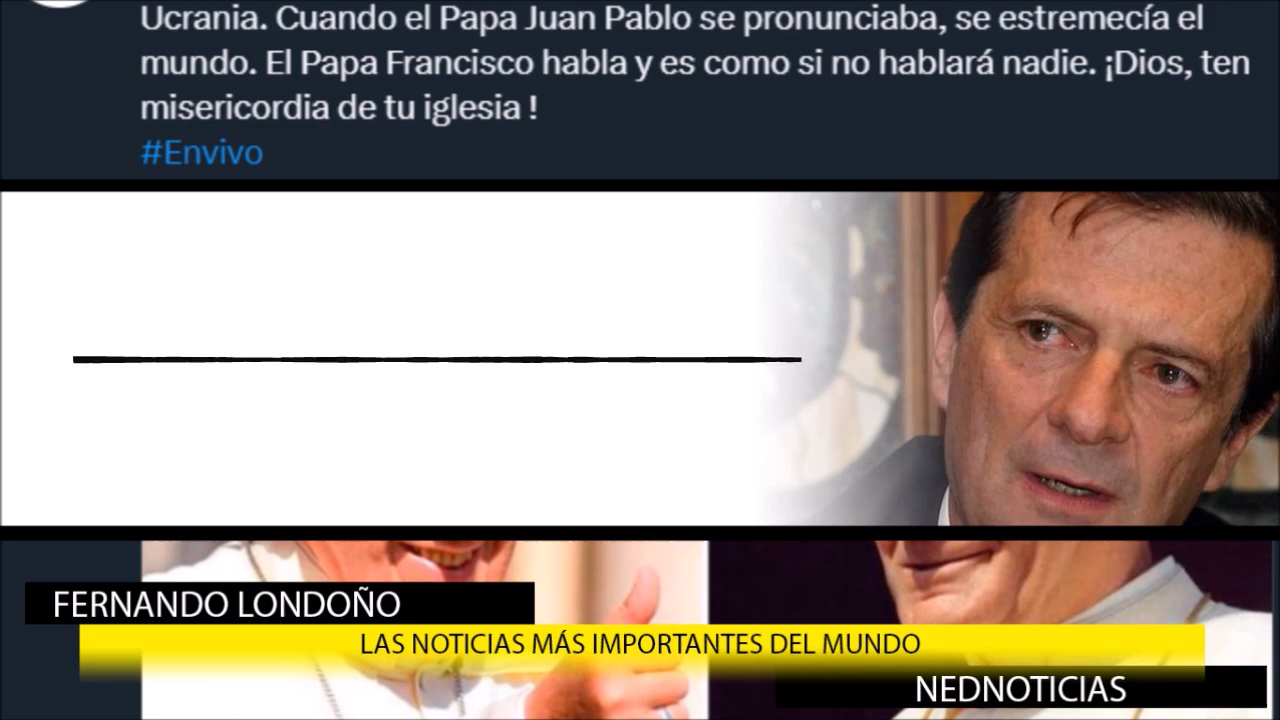 Ucrania. Cuando el Papa Juan Pablo se pronunciaba, se estremecía el
mundo. El Papa Francisco habla y es como si no hablará nadie. ¡Dios, ten
misericordia de tu iglesia !
#Envivo
FERNANDO LONDOÑO
LAS NOTICIAS MÁS IMPORTANTES DEL MUNDO
NEDNOTICIAS